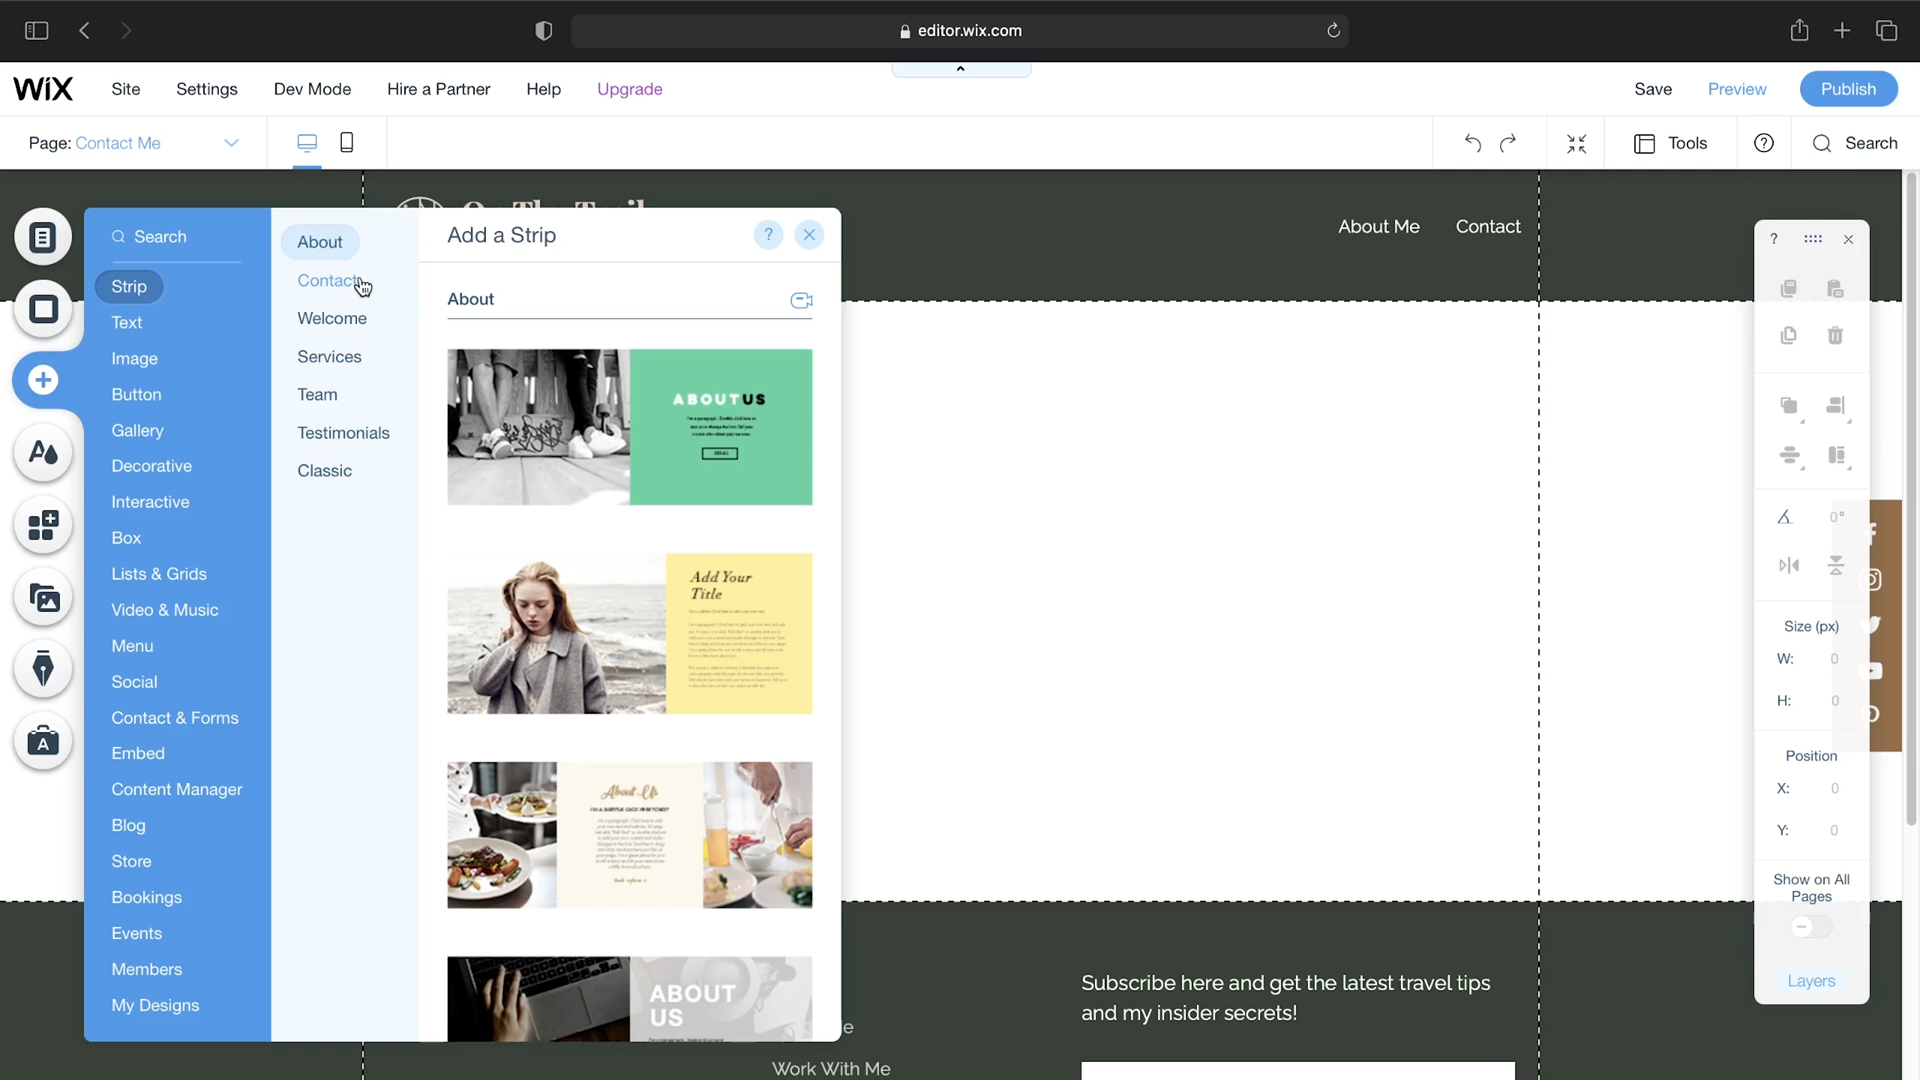 editor.wix.com
WiX
Site
Settings
Dev Mode
Hire a Partner
Help
Upgrade
Save
Preview
Publish
Page: Contact Me
Tools
Search
About Me
Contact
Search
Strip
Text
Image
Button
Gallery
Decorative
Interactive
Box
Lists & Grids
Video & Music
Menu
Social
Contact & Forms
Embed
Content Manager
Blog
Store
Bookings
Events
Members
My Designs
About
Contact
Welcome
Services
Team
Testimonials
Classic
Add a Strip
?
About
ABOUTUS
Add Your
Title
About Us
ABOUT
US
?
0°
Size (px)
W: 0
H: 0
Position
X: 0
Y: 0
Show on All
Pages
Layers
Subscribe here and get the latest travel tips
and my insider secrets!
Work With Me